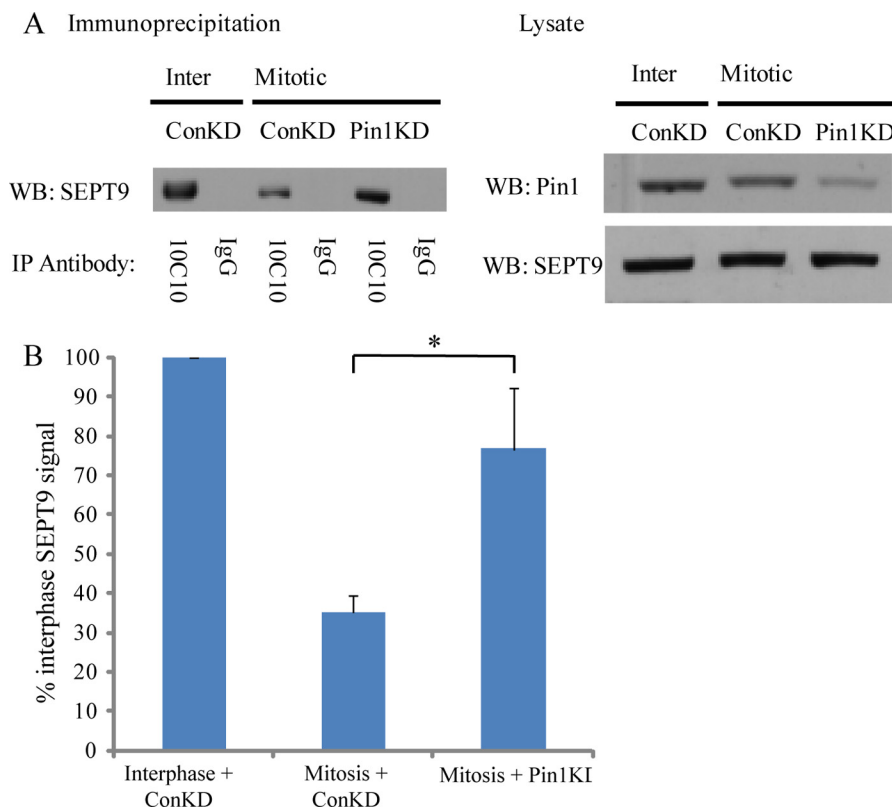 A Immunoprecipitation
Lysate
Inter Mitotic
ConKD ConKD Pin1KD
WB: SEPT9
IP Antibody: 10C10 IgG 10C10 IgG 10C10 IgG
Inter Mitotic
ConKD ConKD Pin1KD
WB: Pin1
WB: SEPT9
B
% interphase SEPT9 signal
100
90
80
70
60
50
40
30
20
10
0
*
Interphase +
ConKD
Mitosis +
ConKD
Mitosis + Pin1KI